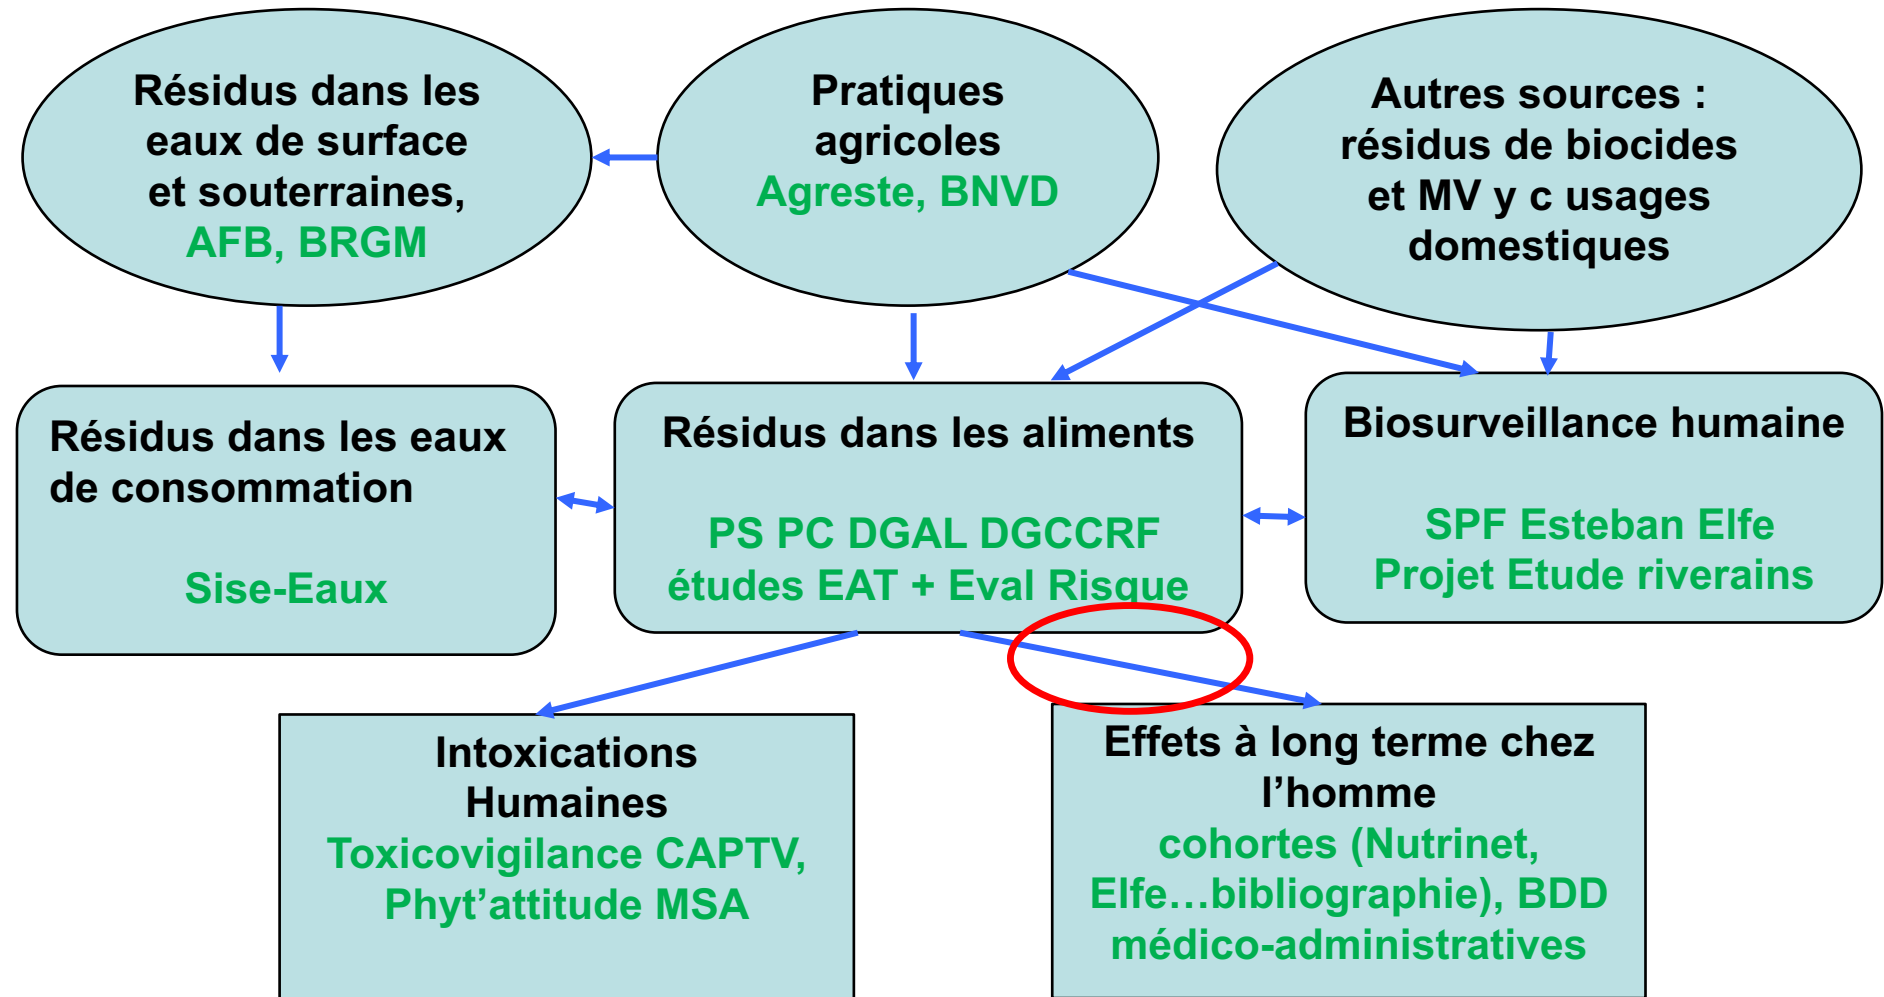 Résidus dans les
eaux de surface
et souterraines,
AFB, BRGM
Pratiques
agricoles
Agreste, BNVD
Autres sources :
résidus de biocides
et MV y c usages
domestiques
Résidus dans les eaux
de consommation
Sise-Eaux
Résidus dans les aliments
PS PC DGAL DGCCRF
études EAT + Eval Risque
Biosurveillance humaine
SPF Esteban Elfe
Projet Etude riverains
Intoxications
Humaines
Toxicovigilance CAPTV,
Phyt’attitude MSA
Effets à long terme chez
l’homme
cohortes (Nutrinet,
Elfe…bibliographie), BDD
médico-administratives